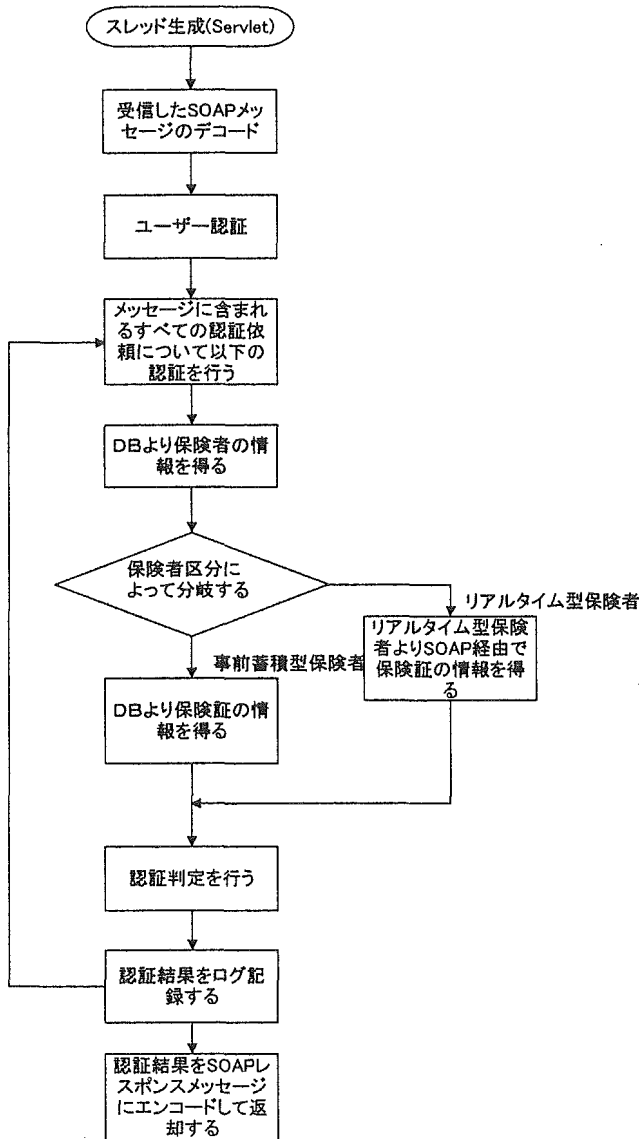 スレッド生成(Servlet)
受信したSOAPメッ
セージのデコード
ユーザー認証
メッセージに含まれ
るすべての認証依
頼について以下の
認証を行う
DBより保険者の情
報を得る
保険者区分に
よって分岐する
リアルタイム型保険者
リアルタイム型保険
者よりSOAP経由で
保険証の情報を得
る
事前蓄積型保険者
DBより保険証の情
報を得る
認証判定を行う
認証結果をログ記
録する
認証結果をSOAPレ
スポンスメッセージ
にエンコードして返
却する